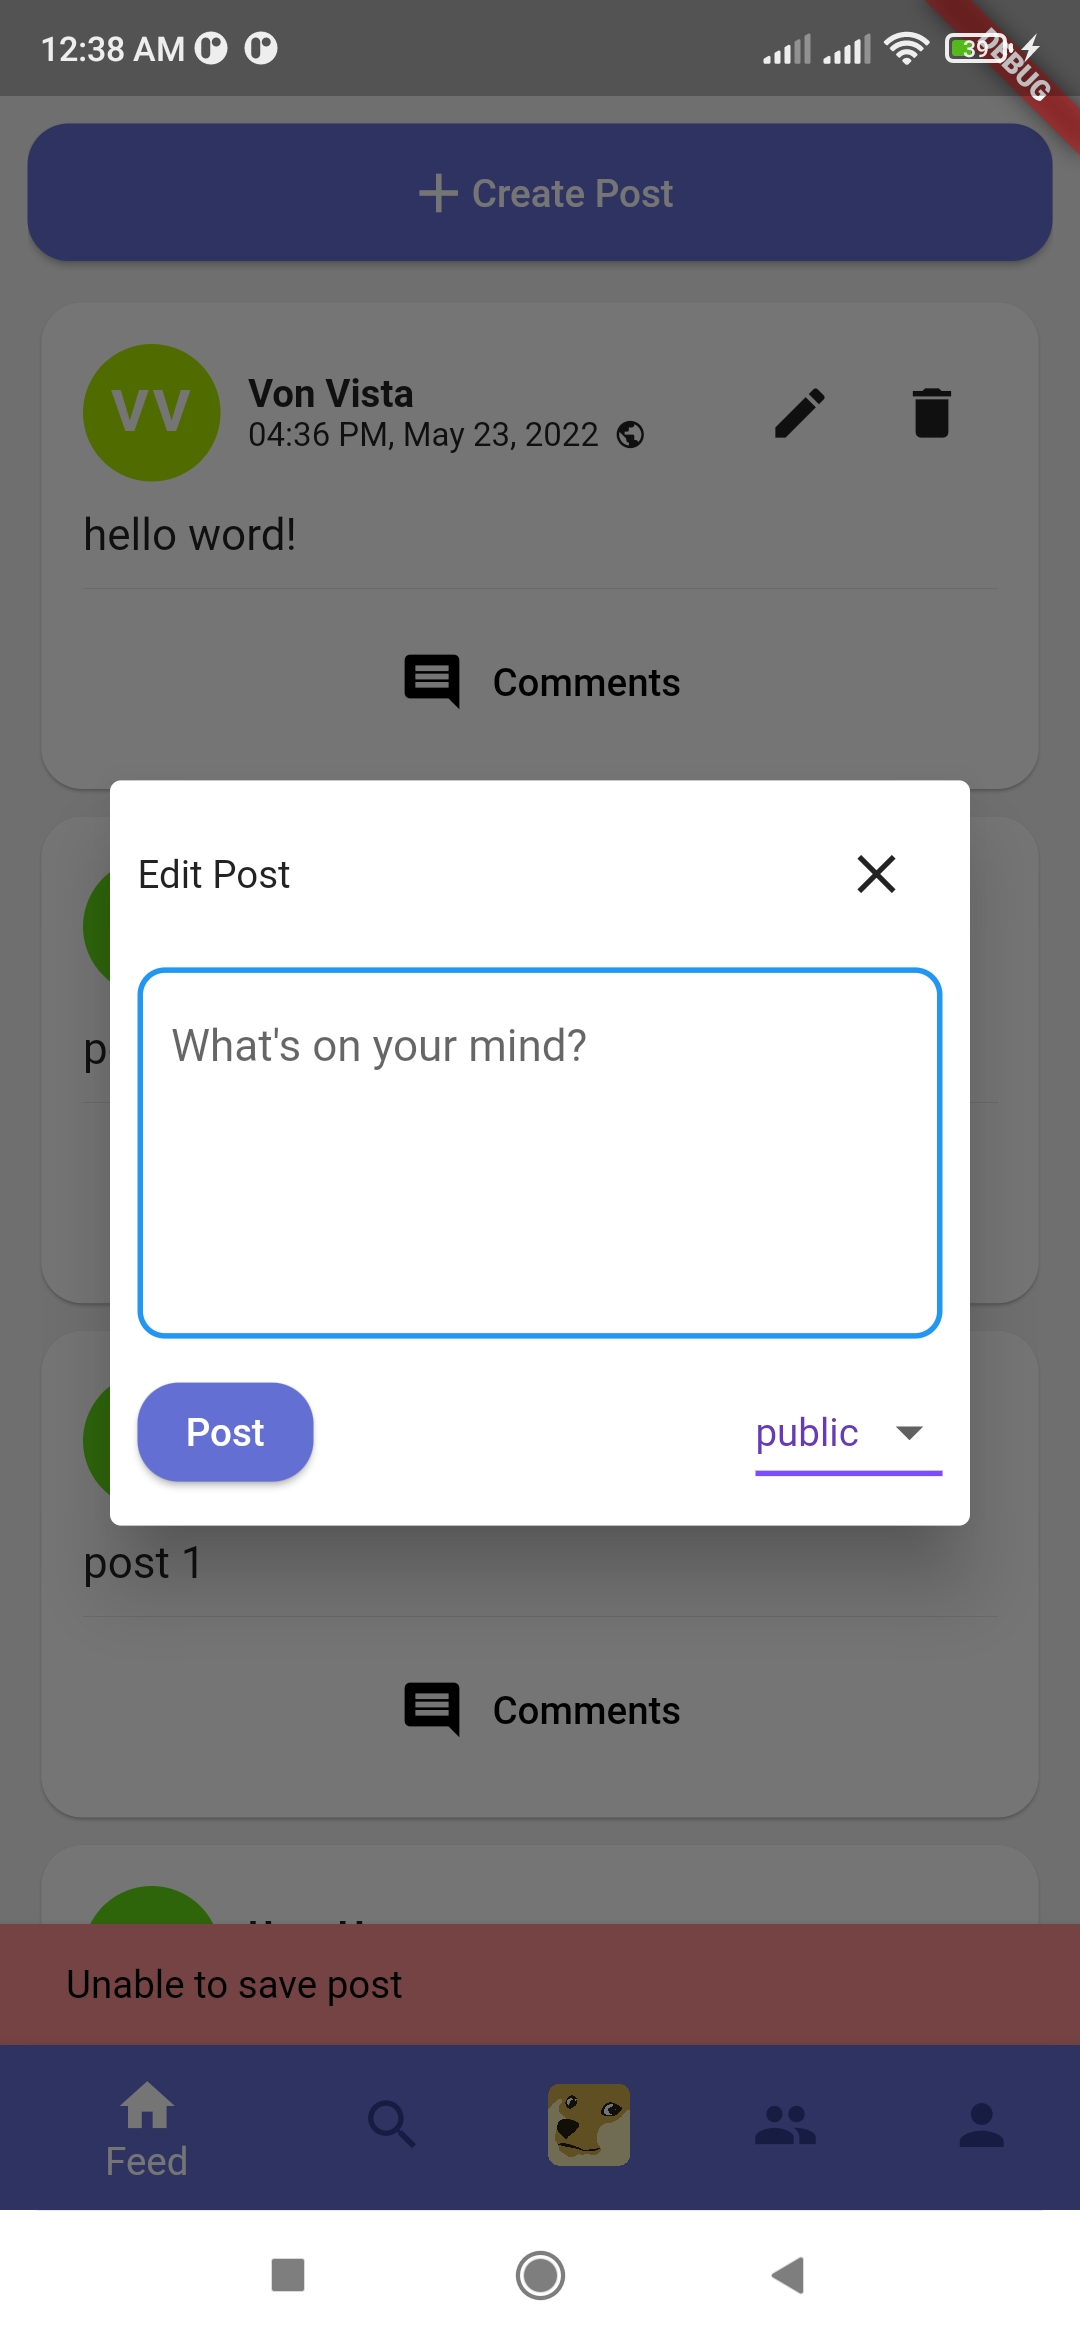 12:38 AM
39
DEBUG
Create Post
VV
Von Vista
04:36 PM, May 23, 2022
hello word!
Comments
Edit Post
p
What's on your mind?
Post
public
post 1
Comments
Unable to save post
Feed